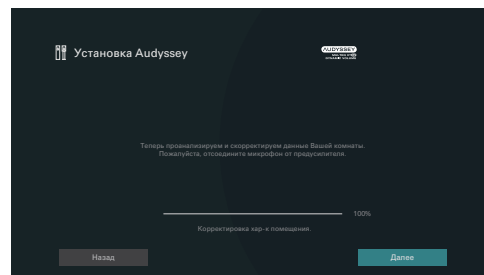 Установка Audyssey
AUDYSSEY
Теперь проанализируем и скорректируем данные Вашей комнаты.
Пожалуйста, отсоедините микрофон от предусилителя.
100%
Корректировка хар-к помещения.
Назад
Далее